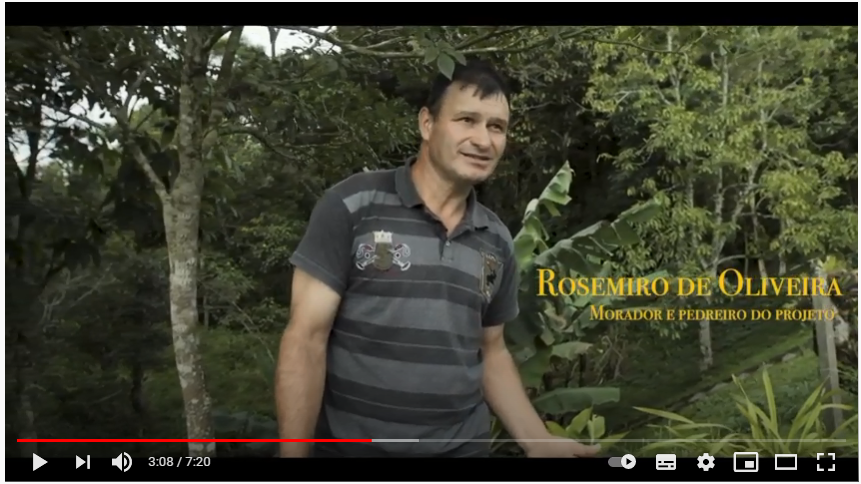 Rosemiro de Oliveira
Morador e pedreiro do projeto
3:08 / 7:20